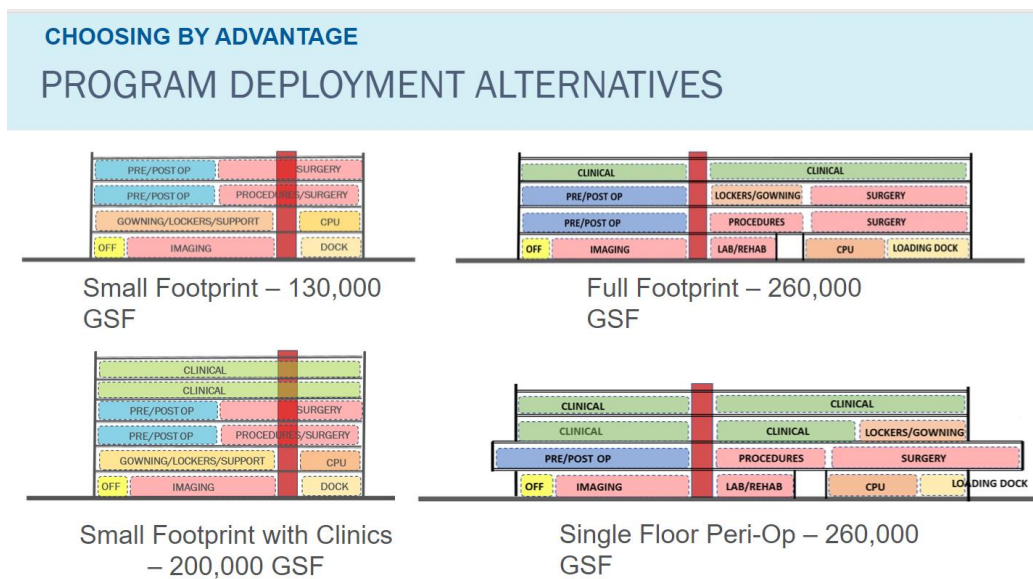 CHOOSING BY ADVANTAGE
PROGRAM DEPLOYMENT ALTERNATIVES
PRE/POST OP SURGERY
PRE/POST OP PROCEDURES/SURGERY
GOWNING/LOCKERS/SUPPORT CPU
OFF IMAGING DOCK
Small Footprint – 130,000
GSF
CLINICAL CLINICAL
PRE/POST OP LOCKERS/GOWNING SURGERY
PRE/POST OP PROCEDURES SURGERY
OFF IMAGING LAB/REHAB CPU LOADING DOCK
Full Footprint – 260,000
GSF
CLINICAL
CLINICAL
PRE/POST OP SURGERY
PRE/POST OP PROCEDURES/SURGERY
GOWNING/LOCKERS/SUPPORT CPU
OFF IMAGING DOCK
Small Footprint with Clinics
– 200,000 GSF
CLINICAL CLINICAL
CLINICAL CLINICAL LOCKERS/GOWNING
PRE/POST OP PROCEDURES SURGERY
OFF IMAGING LAB/REHAB CPU LOADING DOCK
Single Floor Peri-Op – 260,000
GSF